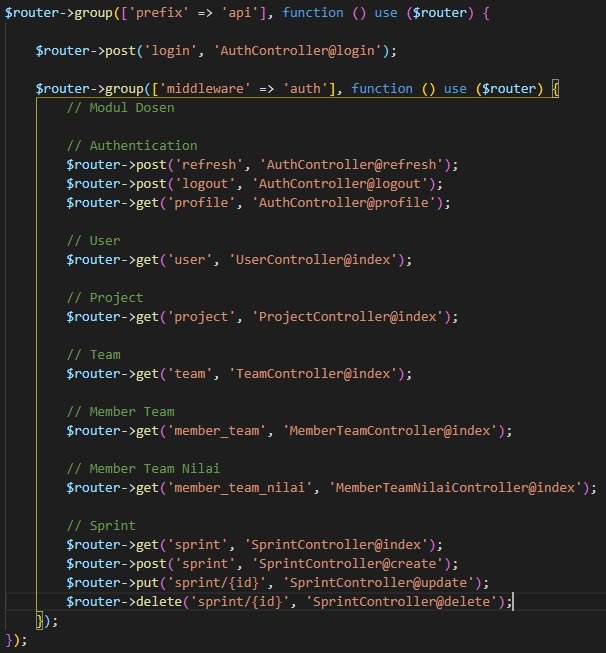 $router->group(['prefix' => 'api'], function () use ($router) {
$router->post('login', 'AuthController@login');
$router->group(['middleware' => 'auth'], function () use ($router) {
// Modul Dosen
// Authentication
$router->post('refresh', 'AuthController@refresh');
$router->post('logout', 'AuthController@logout');
$router->get('profile', 'AuthController@profile');
// User
$router->get('user', 'UserController@index');
// Project
$router->get('project', 'ProjectController@index');
// Team
$router->get('team', 'TeamController@index');
// Member Team
$router->get('member_team', 'MemberTeamController@index');
// Member Team Nilai
$router->get('member_team_nilai', 'MemberTeamNilaiController@index');
// Sprint
$router->get('sprint', 'SprintController@index');
$router->post('sprint', 'SprintController@create');
$router->put('sprint/{id}', 'SprintController@update');
$router->delete('sprint/{id}', 'SprintController@delete');
});
});